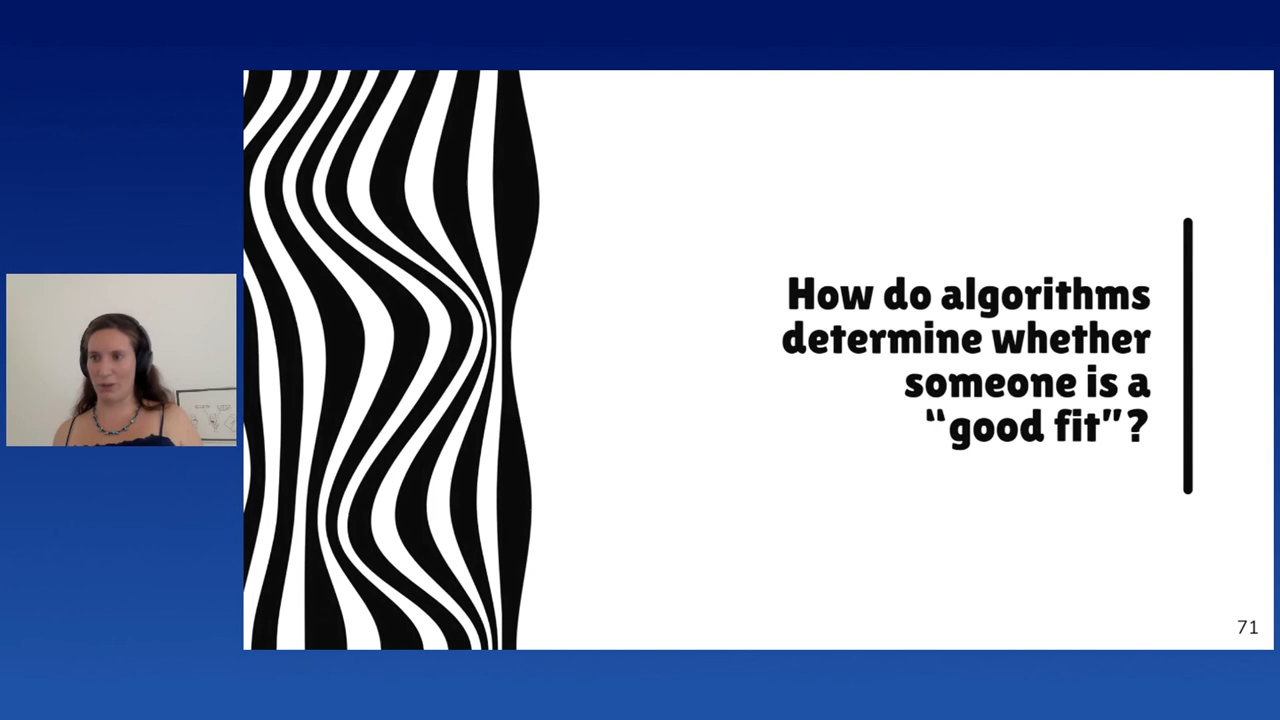 How do algorithms
determine whether
someone is a
“good fit”?
71